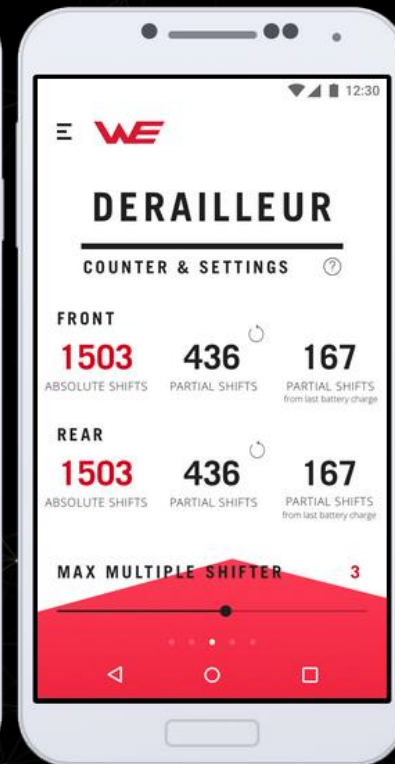 12:30
WE
DERAILLEUR
COUNTER & SETTINGS ?
FRONT
1503 436 167
ABSOLUTE SHIFTS PARTIAL SHIFTS PARTIAL SHIFTS
from last battery charge
REAR
1503 436 167
ABSOLUTE SHIFTS PARTIAL SHIFTS PARTIAL SHIFTS
from last battery charge
MAX MULTIPLE SHIFTER 3